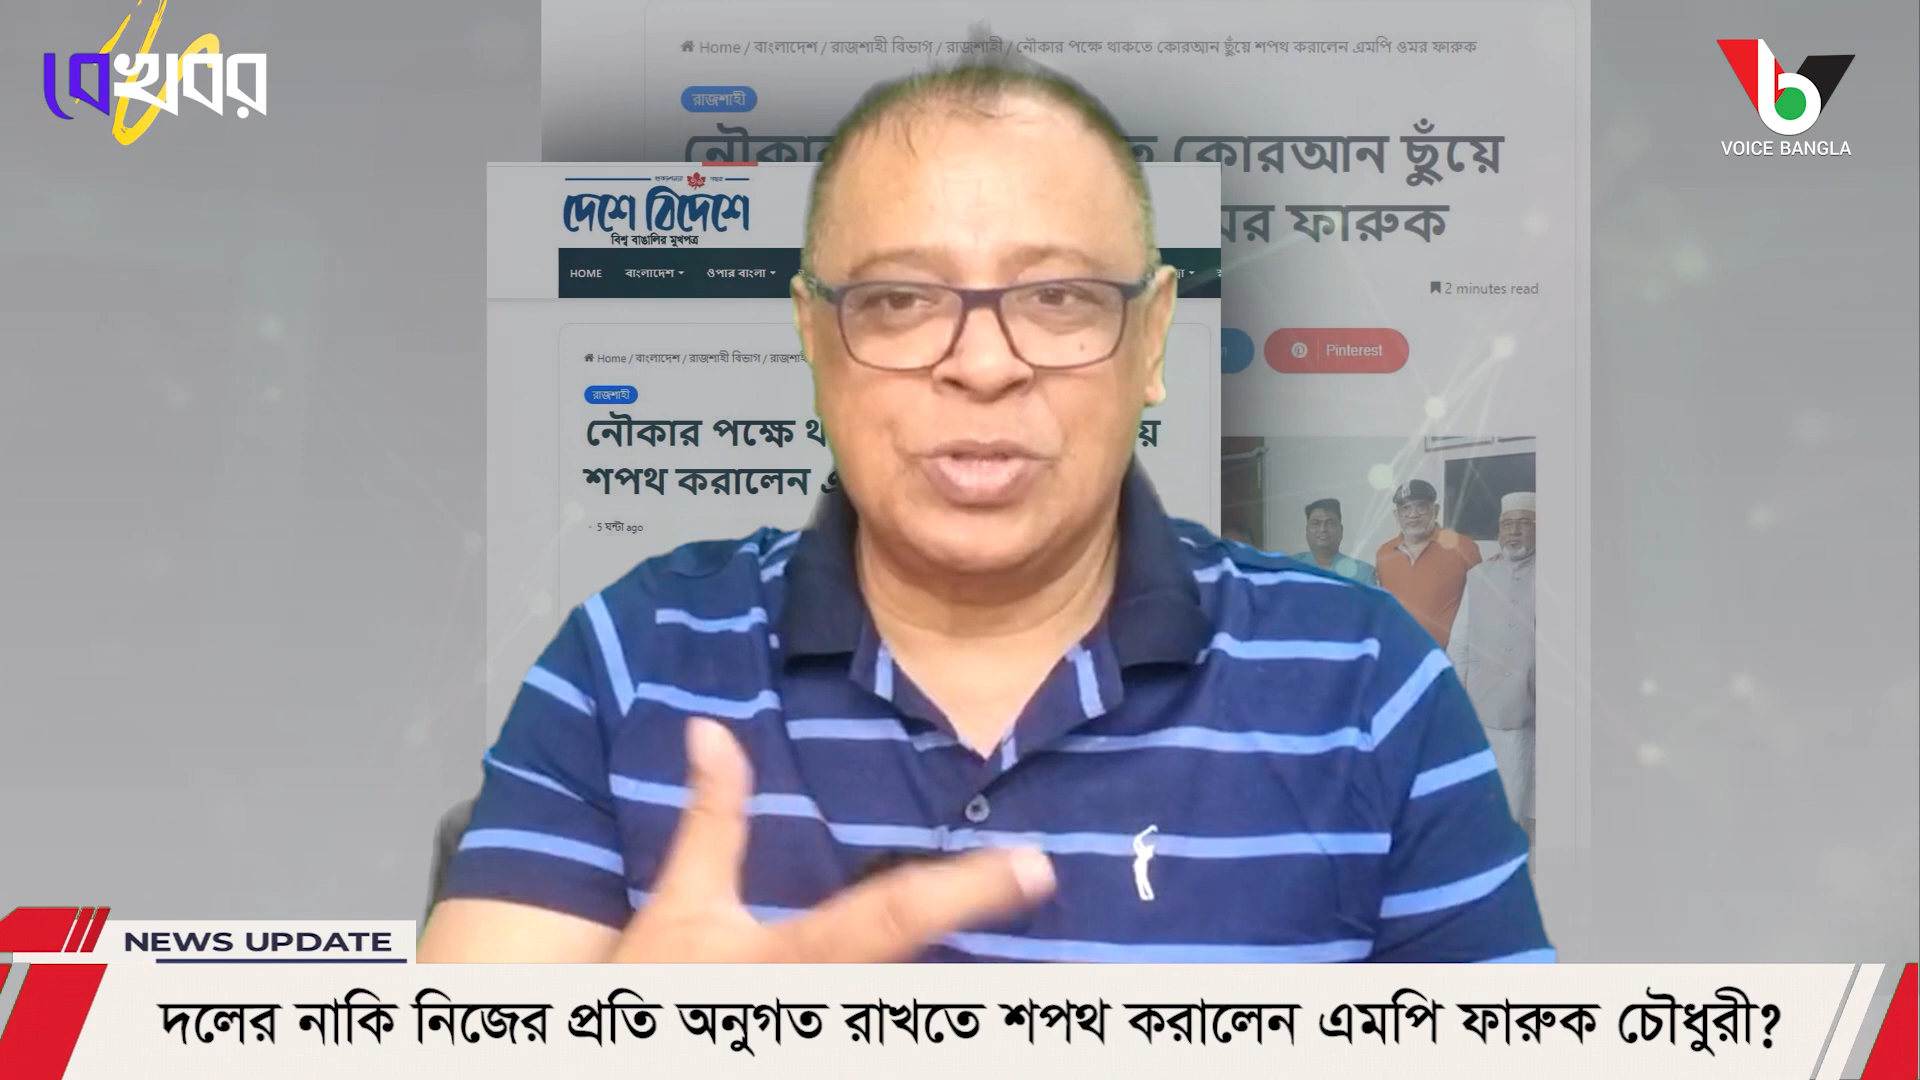 বেখবর
VOICE BANGLA
Home / বাংলাদেশ / রাজশাহী বিভাগ / রাজশাহী / নৌকার পক্ষে থাকতে কোরআন ছুঁয়ে শপথ করালেন এমপি ওমর ফারুক
রাজশাহী
নৌকার কোরআন ছুঁয়ে
ফারুক
2 minutes read
Pinterest
দেশে বিদেশে
বিশ্ব বাঙালির মুখপত্র
HOME বাংলাদেশ ওপার বাংলা
Home / বাংলাদেশ / রাজশাহী বিভাগ /
রাজশাহী
নৌকার পক্ষে
শপথ করালেন
- 5 ঘন্টা ago
NEWS UPDATE
দলের নাকি নিজের প্রতি অনুগত রাখতে শপথ করালেন এমপি ফারুক চৌধুরী?